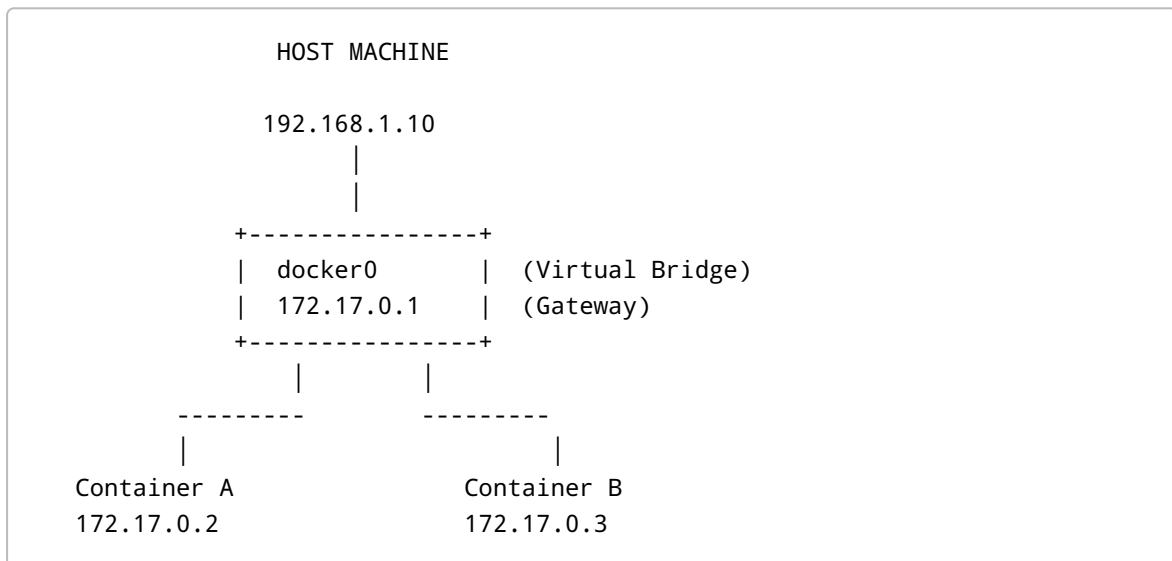 HOST MACHINE
192.168.1.10
|
|
+----------------+
| docker0 | (Virtual Bridge)
| 172.17.0.1 | (Gateway)
+----------------+
| |
--------- ---------
| |
Container A Container B
172.17.0.2 172.17.0.3